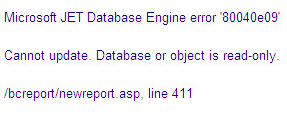 Microsoft JET Database Engine error '80040e09'
Cannot update. Database or object is read-only.
/bcreport/newreport.asp, line 411